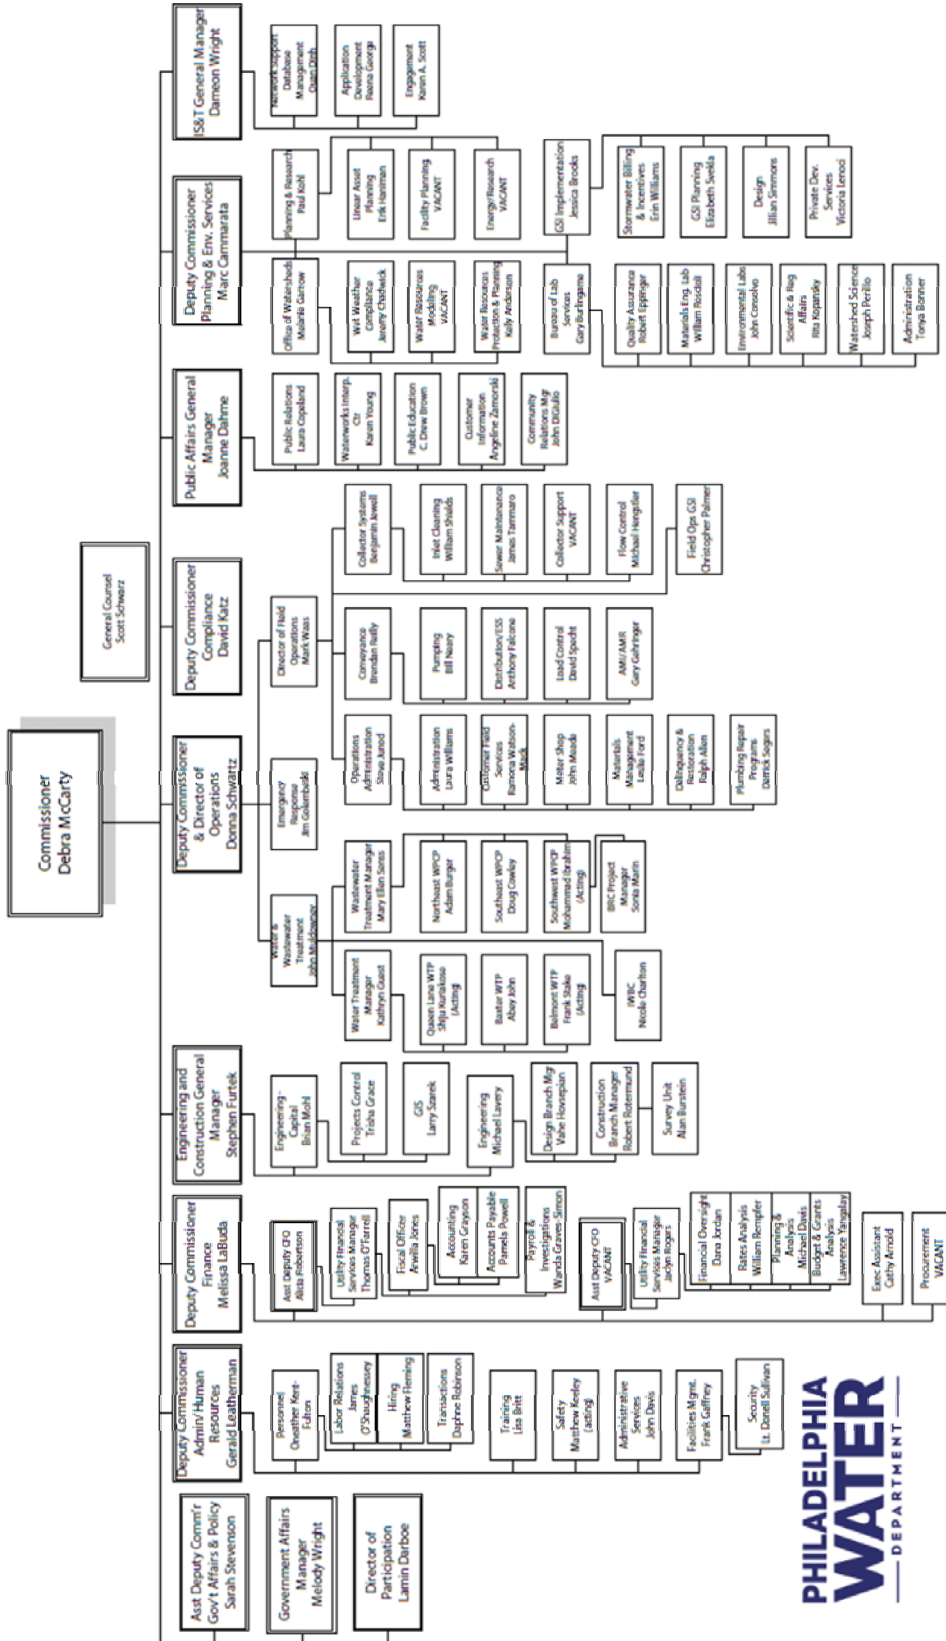 Commissioner
Debra McCarty
General Counsel
Scott Schwarz
Asst Deputy Comm'r
Gov't Affairs & Policy
Sarah Stevenson
Government Affairs
Manager
Melody Wright
Director of
Participation
Lamin Darboe
Deputy Commissioner
Admin/Human
Resources
Gerald Leatherman
Personnel
Oneather Kent-
Fulton
Labor Relations
James
O'Shaughnessey
Hiring
Matthew Fleming
Transactions
Daphne Robinson
Training
Lisa Britt
Safety
Matthew Keeley
(acting)
Administrative
Services
John Davis
Facilities Mgmt.
Frank Gaffney
Security
Lt. Donell Sullivan
Deputy Commissioner
Finance
Melissa LaBuda
Asst Deputy CFO
Alicia Robertson
Utility Financial
Services Manager
Thomas O'Farrell
Fiscal Officer
Arvilla Jones
Accounting
Karen Grayson
Accounts Payable
Pamela Powell
Payroll &
Investigations
Wanda Graves-Simon
Asst Deputy CFO
VACANT
Utility Financial
Services Manager
Jaclyn Rogers
Financial Oversight
Dana Jordan
Rates Analysis
William Rempfer
Planning &
Analysis
Michael Davis
Budget & Grants
Analysis
Lawrence Yangalay
Exec Assistant
Cathy Arnold
Procurement
VACANT
Engineering and
Construction General
Manager
Stephen Furtek
Engineering-
Capital
Brian Mohl
Projects Control
Trisha Grace
GIS
Larry Szarek
Engineering
Michael Lavery
Design Branch Mgr
Vahe Hovsepian
Construction
Branch Manager
Robert Rotermund
Survey Unit
Alan Burstein
Deputy Commissioner
& Director of
Operations
Donna Schwartz
Water &
Wastewater
Treatment
John Muldowney
Water Treatment
Manager
Kathryn Guest
Queen Lane WTP
Shiju Kuriakose
(Acting)
Baxter WTP
Abey John
Belmont WTP
Frank Stake
(Acting)
IWBC
Nicole Charlton
Wastewater
Treatment Manager
Mary Ellen Senss
Northeast WPCP
Adam Burger
Southeast WPCP
Doug Cowley
Southwest WPCP
Mohammad Ibrahim
(Acting)
BRC Project
Manager
Sonia Marin
Emergency
Response
Jim Golembeski
Director of Field
Operations
Mark Waas
Operations
Administration
Steve Junod
Administration
Laura Williams
Customer Field
Services
Ramona Watson-
Mack
Meter Shop
John Meade
Materials
Management
Leslie Ford
Delinquency &
Restoration
Ralph Allen
Plumbing Repair
Programs
Derrick Segers
Conveyance
Brendan Reilly
Pumping
Bill Neary
Distribution/ESS
Anthony Falcone
Load Control
David Specht
AMI/AMR
Gary Gehringer
Collector Systems
Benjamin Jewell
Inlet Cleaning
William Shields
Sewer Maintenance
James Tammaro
Collector Support
VACANT
Flow Control
Michael Hengstler
Field Ops GSI
Christopher Palmer
Deputy Commissioner
Compliance
David Katz
Public Affairs General
Manager
Joanne Dahme
Public Relations
Laura Copeland
Waterworks Interp.
Ctr
Karen Young
Public Education
C. Drew Brown
Customer
Information
Angeline Zamorski
Community
Relations Mgr
John DiGiulio
Deputy Commissioner
Planning & Env. Services
Marc Cammarata
Office of Watersheds
Melanie Garrow
Wet Weather
Compliance
Jeremy Chadwick
Water Resources
Modeling
VACANT
Water Resources
Protection & Planning
Kelly Anderson
Planning & Research
Paul Kohl
Linear Asset
Planning
Erik Haniman
Facility Planning
VACANT
Energy/Research
VACANT
Bureau of Lab
Services
Gary Burlingame
Quality Assurance
Robert Eppinger
Materials Eng. Lab
William Rosdoll
Environmental Labs
John Consolvo
Scientific & Reg
Affairs
Rita Kopansky
Watershed Science
Joseph Perillo
Administration
Tonya Bonner
GSI Implementation
Jessica Brooks
Stormwater Billing
& Incentives
Erin Williams
GSI Planning
Elizabeth Svekla
Design
Jillian Simmons
Private Dev.
Services
Victoria Lenoci
IS&T General Manager
Dameon Wright
Network Support
Database
Management
Application
Development
Reena George
Engagement
Karen A. Scott
PHILADELPHIA
WATER
DEPARTMENT